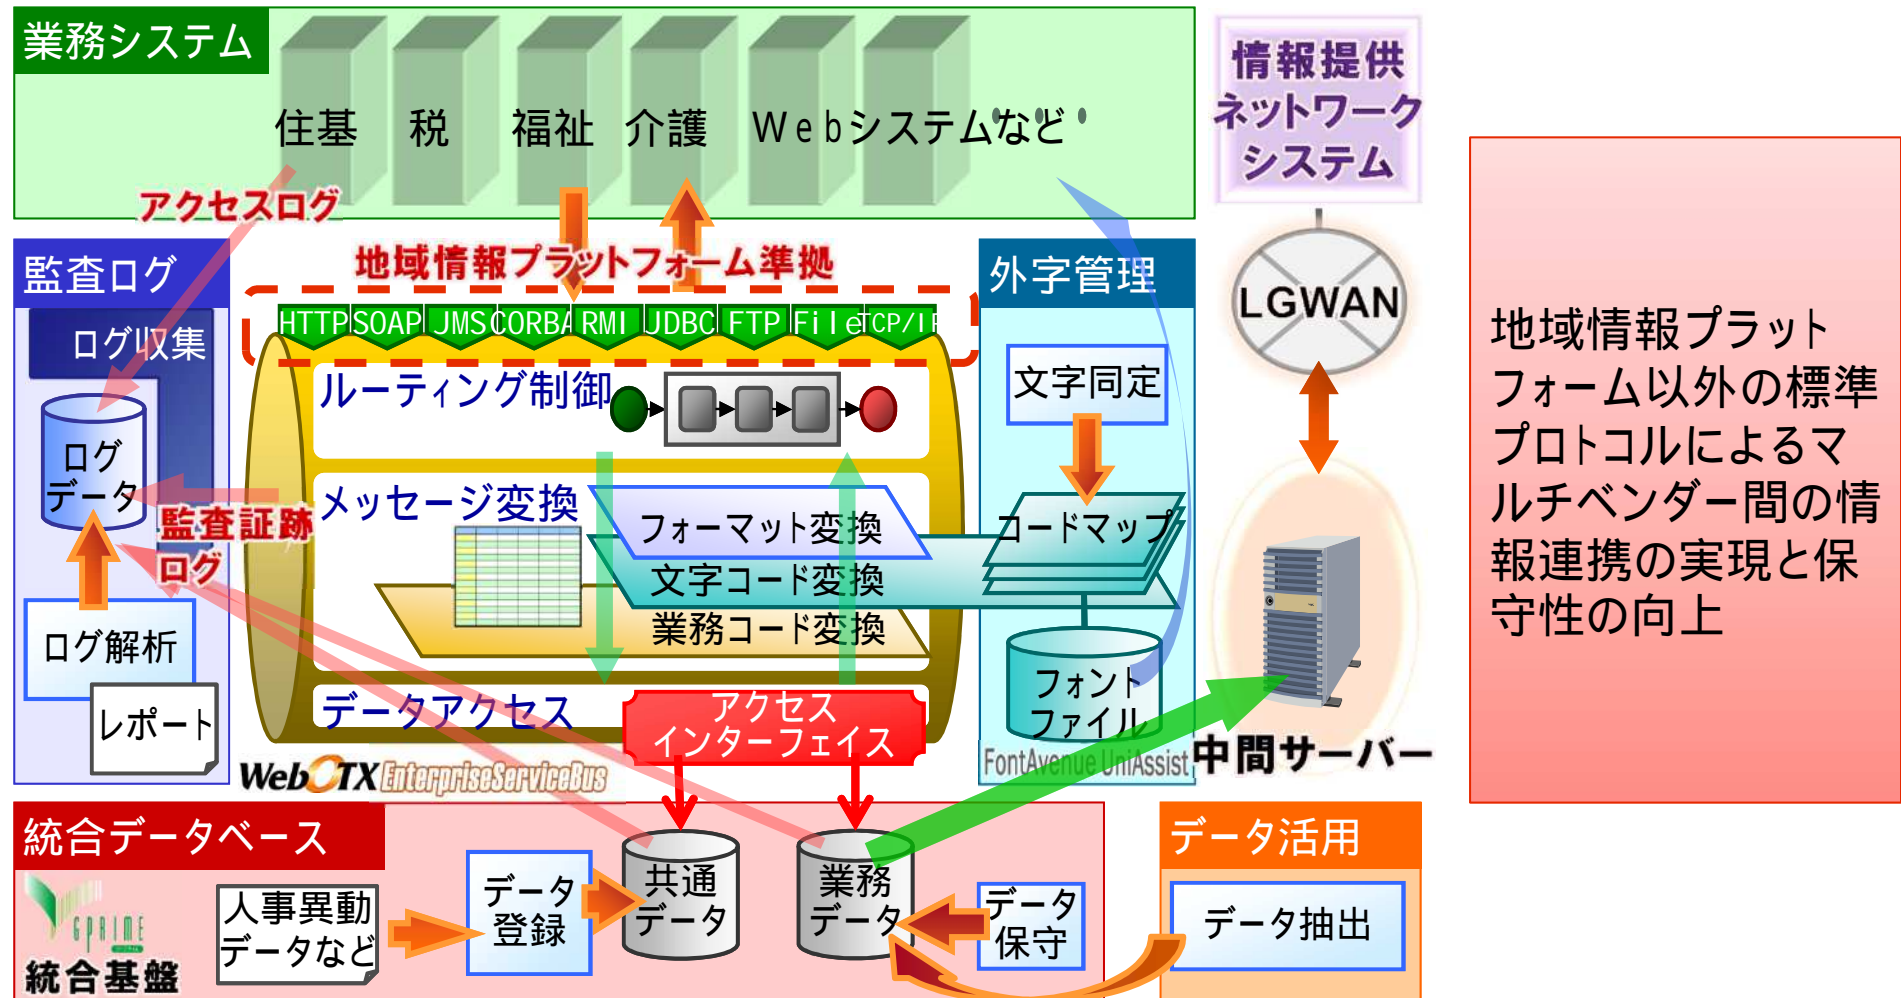 業務システム
住基
税
福祉
介護
Webシステムなど
アクセスログ
情報提供
ネットワーク
システム
LGWAN
中間サーバー
監査ログ
ログ収集
ログ
データ
監査証跡
ログ
ログ解析
レポート
地域情報プラットフォーム準拠
HTTP
SOAP
JMS
CORBA
RMI
JDBC
FTP
File
TCP/IP
ルーティング制御
メッセージ変換
フォーマット変換
文字コード変換
業務コード変換
データアクセス
アクセス
インターフェイス
WebOTX EnterpriseServiceBus
外字管理
文字同定
コードマップ
フォント
ファイル
FontAvenue UniAssist
統合データベース
GPRIME
統合基盤
人事異動
データなど
データ
登録
共通
データ
業務
データ
データ
保守
データ活用
データ抽出
地域情報プラット
フォーム以外の標準
プロトコルによるマ
ルチベンダー間の情
報連携の実現と保
守性の向上